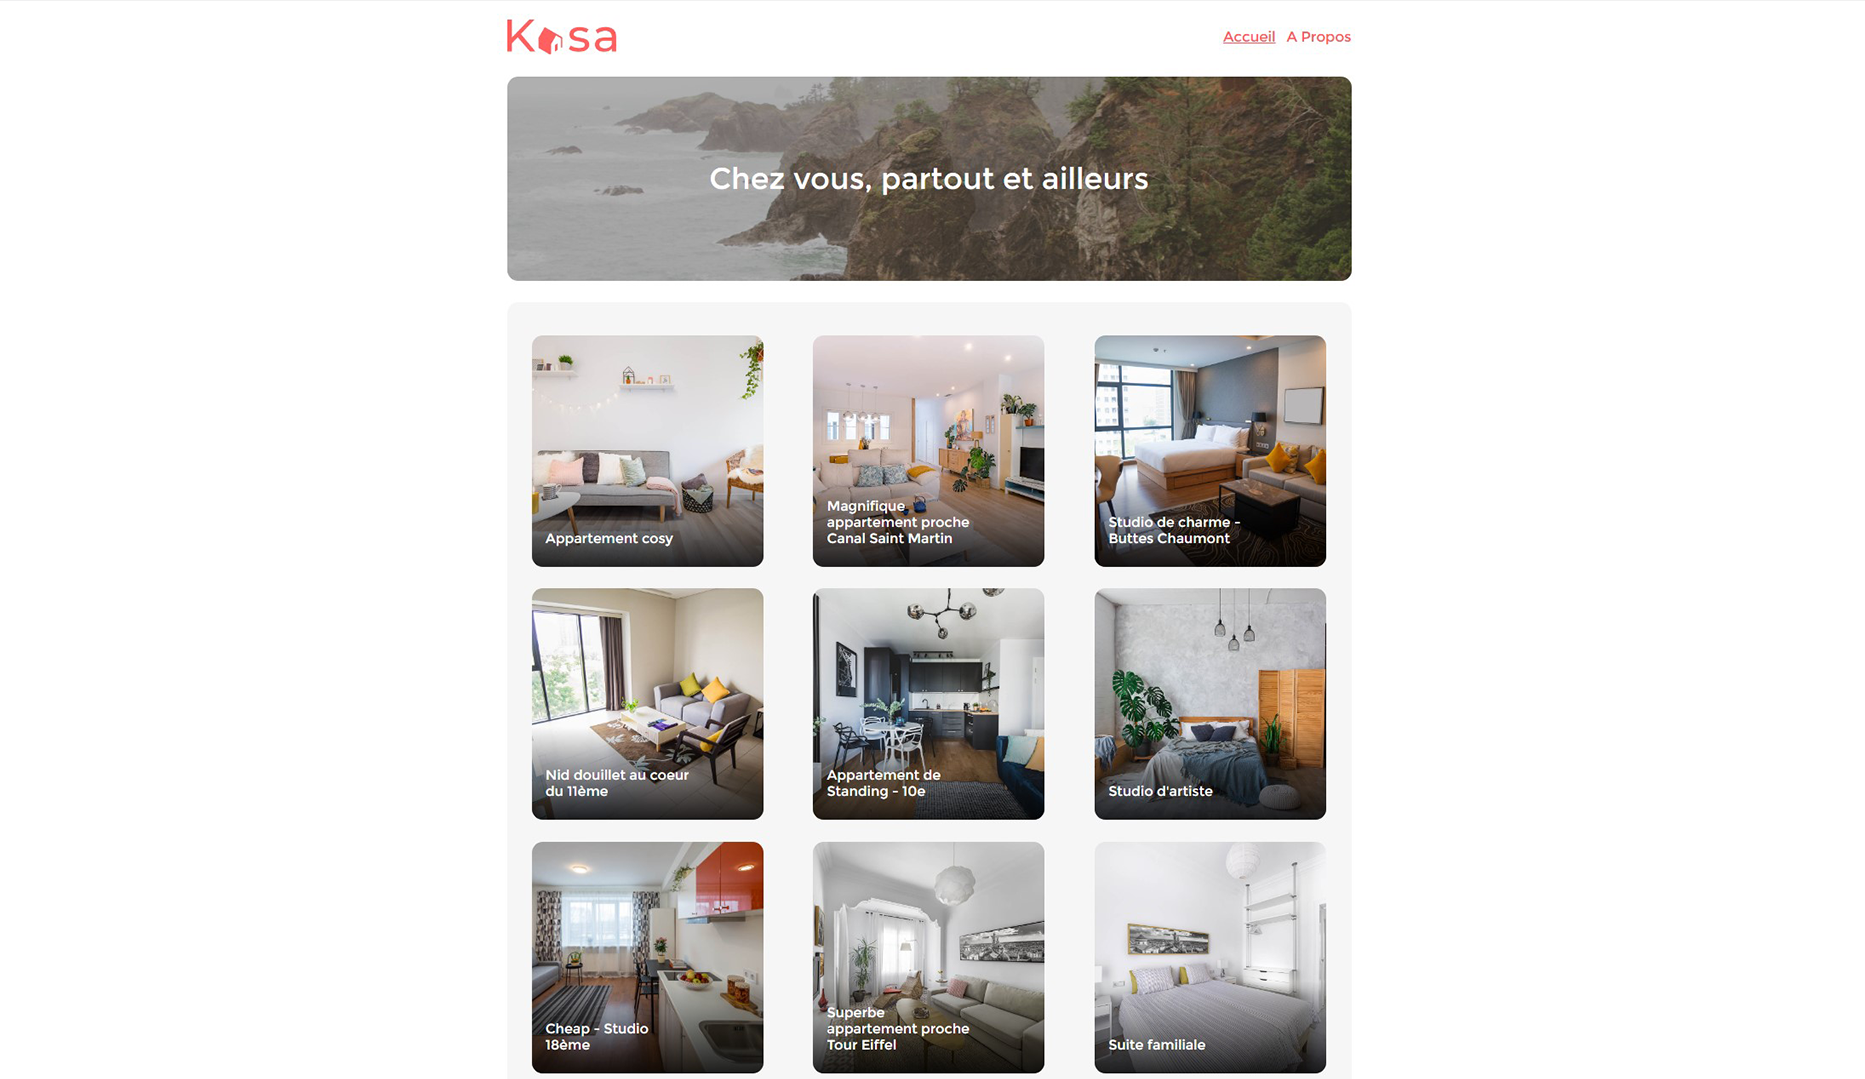 Kasa
Accueil A Propos
Chez vous, partout et ailleurs
Appartement cosy
Magnifique
appartement proche
Canal Saint Martin
Studio de charme -
Buttes Chaumont
Nid douillet au coeur
du 11ème
Appartement de
Standing - 10e
Studio d'artiste
Cheap - Studio
18ème
Superbe
appartement proche
Tour Eiffel
Suite familiale